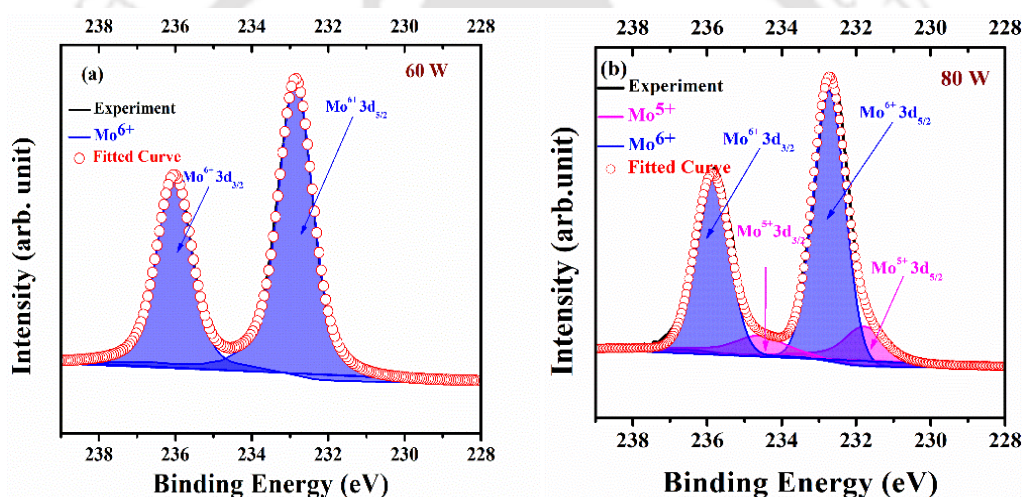 238 236 234 232 230 228
(a)
60 W
Experiment
Mo6+
Fitted Curve
Mo6+ 3d5/2
Mo6+ 3d3/2
Intensity (arb. unit)
238 236 234 232 230 228
Binding Energy (eV)
238 236 234 232 230 228
(b)
80 W
Experiment
Mo5+
Mo6+
Fitted Curve
Mo6+ 3d3/2
Mo6+ 3d5/2
Mo5+ 3d3/2
Mo5+ 3d5/2
Intensity (arb.unit)
238 236 234 232 230 228
Binding Energy (eV)